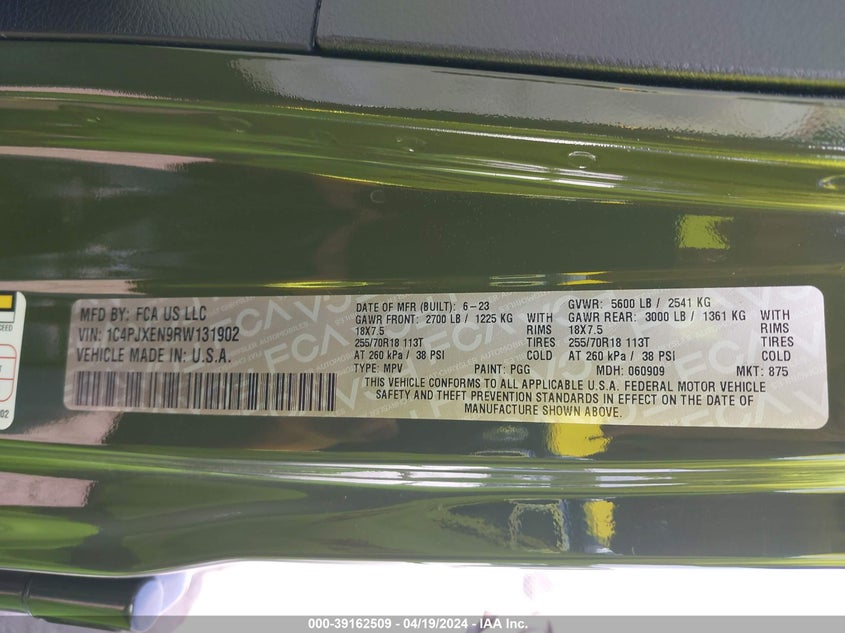 MFD BY: FCA US LLC
VIN: 1C4PJXEN9RW131902
VEHICLE MADE IN U.S.A.
DATE OF MFR (BUILT): 6-23
GAWR FRONT: 2700 LB / 1225 KG WITH
18X7.5 RIMS
255/70R18 113T TIRES
AT 260 kPa / 38 PSI COLD
GVWR: 5600 LB / 2541 KG
GAWR REAR: 3000 LB / 1361 KG WITH
18X7.5 RIMS
255/70R18 113T TIRES
AT 260 kPa / 38 PSI COLD
TYPE: MPV PAINT: PGG MDH: 060909 MKT: 875
THIS VEHICLE CONFORMS TO ALL APPLICABLE U.S.A. FEDERAL MOTOR VEHICLE
SAFETY AND THEFT PREVENTION STANDARDS IN EFFECT ON THE DATE OF
MANUFACTURE SHOWN ABOVE.
CEED
02
000-39162509 - 04/19/2024 - IAA